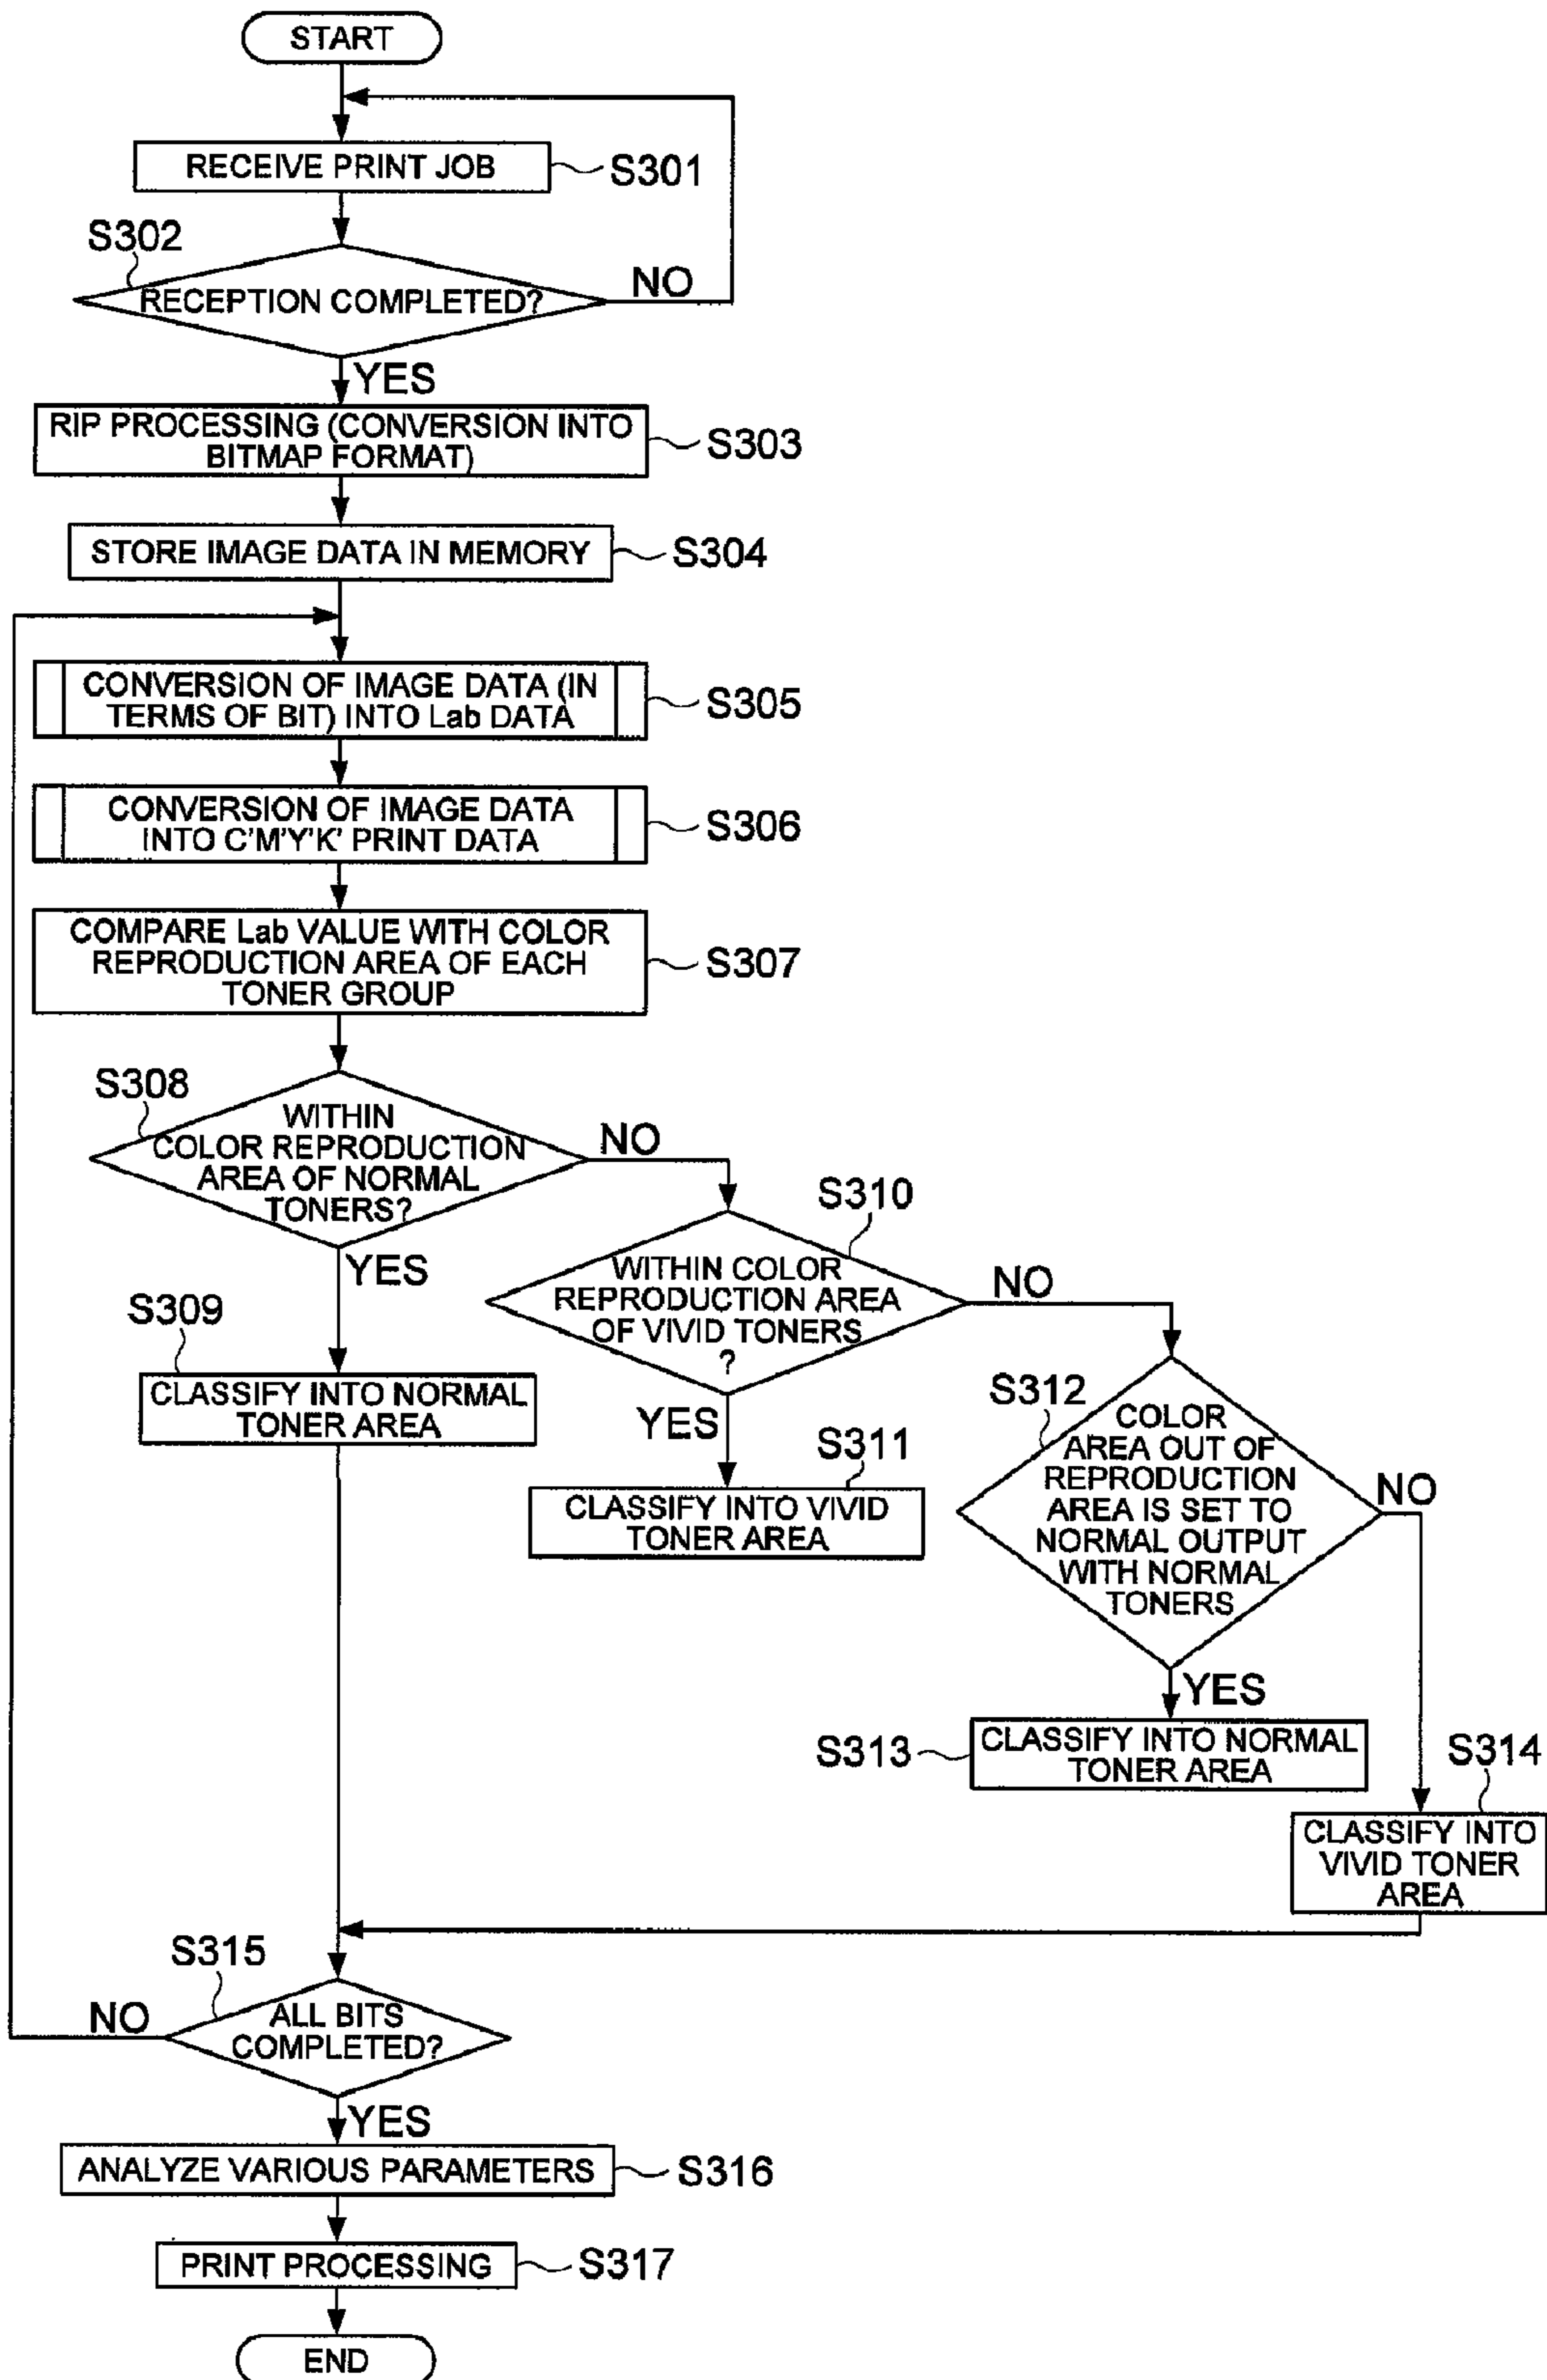 START
RECEIVE PRINT JOB
S301
S302
RECEPTION COMPLETED?
NO
YES
RIP PROCESSING (CONVERSION INTO
BITMAP FORMAT)
S303
STORE IMAGE DATA IN MEMORY
S304
CONVERSION OF IMAGE DATA (IN
TERMS OF BIT) INTO Lab DATA
S305
CONVERSION OF IMAGE DATA
INTO C'M'Y'K' PRINT DATA
S306
COMPARE Lab VALUE WITH COLOR
REPRODUCTION AREA OF EACH
TONER GROUP
S307
S308
WITHIN
COLOR REPRODUCTION
AREA OF NORMAL
TONERS?
NO
YES
S309
CLASSIFY INTO NORMAL
TONER AREA
S310
WITHIN COLOR
REPRODUCTION AREA
OF VIVID TONERS
?
NO
YES
S311
CLASSIFY INTO VIVID
TONER AREA
S312
COLOR
AREA OUT OF
REPRODUCTION
AREA IS SET TO
NORMAL OUTPUT
WITH NORMAL
TONERS
NO
YES
S313
CLASSIFY INTO NORMAL
TONER AREA
S314
CLASSIFY INTO
VIVID TONER
AREA
S315
ALL BITS
COMPLETED?
NO
YES
ANALYZE VARIOUS PARAMETERS
S316
PRINT PROCESSING
S317
END